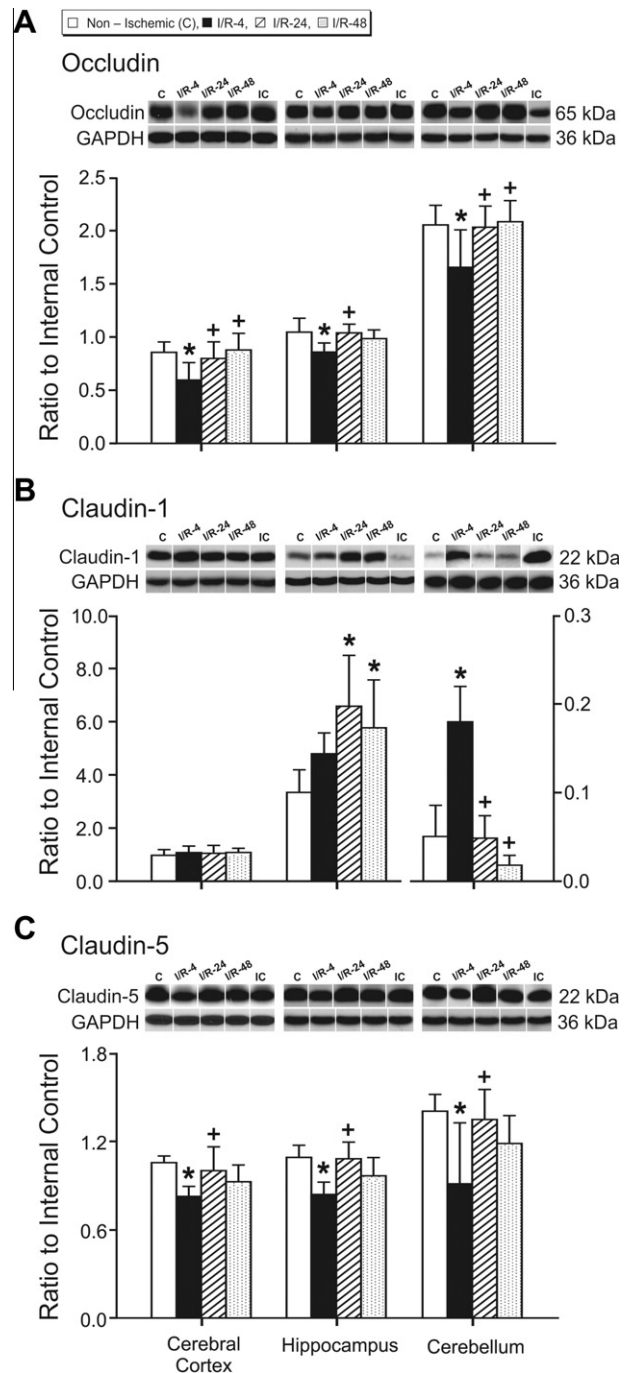 A
Non – Ischemic (C), I/R-4, I/R-24, I/R-48
Occludin
C I/R-4 I/R-24 I/R-48 IC C I/R-4 I/R-24 I/R-48 IC C I/R-4 I/R-24 I/R-48 IC
Occludin 65 kDa
GAPDH 36 kDa
Ratio to Internal Control
2.5
2.0
1.5
1.0
0.5
0.0
* + + * + * + +
B
Claudin-1
C I/R-4 I/R-24 I/R-48 IC C I/R-4 I/R-24 I/R-48 IC C I/R-4 I/R-24 I/R-48 IC
Claudin-1 22 kDa
GAPDH 36 kDa
Ratio to Internal Control
10.0 0.3
8.0
6.0 0.2
4.0
2.0 0.1
0.0 0.0
* * * + +
C
Claudin-5
C I/R-4 I/R-24 I/R-48 IC C I/R-4 I/R-24 I/R-48 IC C I/R-4 I/R-24 I/R-48 IC
Claudin-5 22 kDa
GAPDH 36 kDa
Ratio to Internal Control
1.8
1.2
0.6
0.0
* + * + * +
Cerebral Cortex Hippocampus Cerebellum